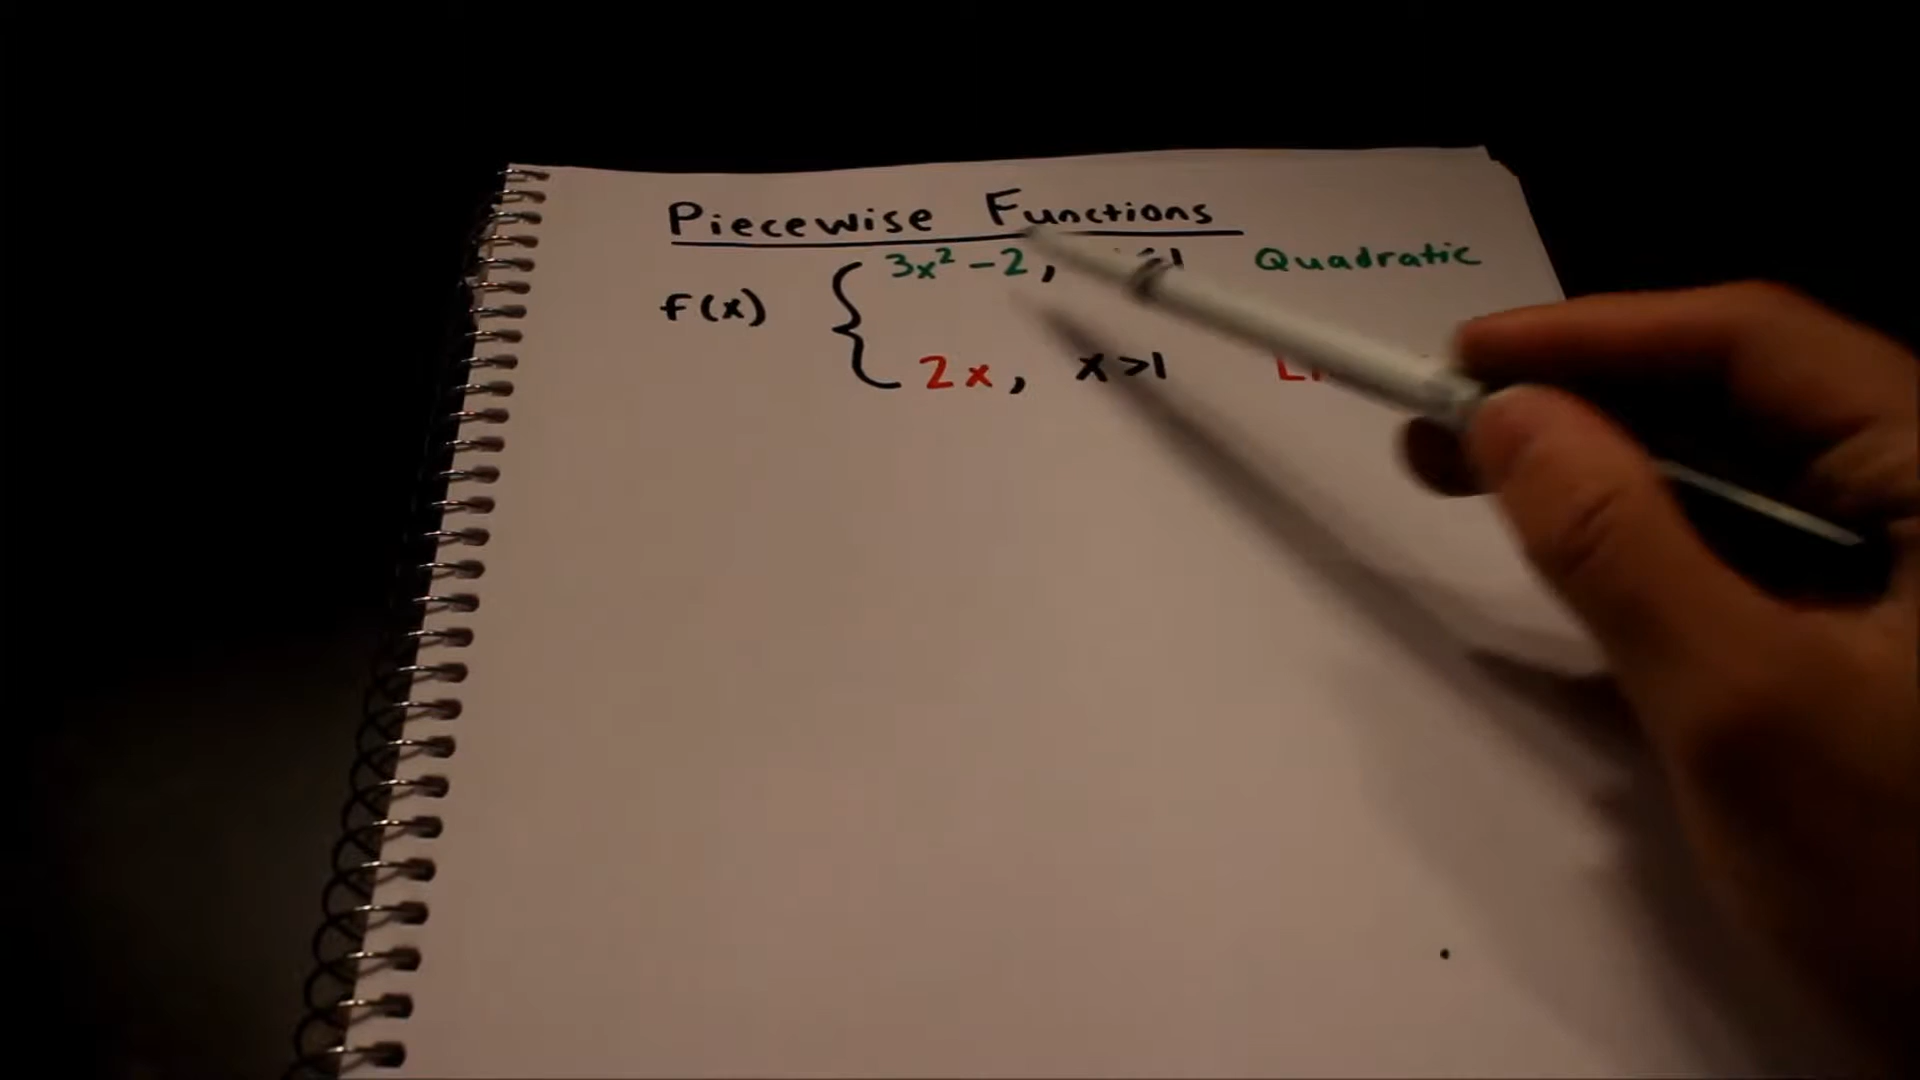 Piecewise Functions
3x² - 2, Quadratic
f(x) {
2x, x>1